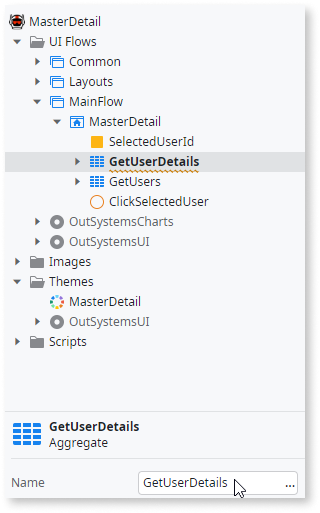 MasterDetail
UI Flows
Common
Layouts
MainFlow
MasterDetail
SelectedUserId
GetUserDetails
GetUsers
ClickSelectedUser
OutSystemsCharts
OutSystemsUI
Images
Themes
MasterDetail
OutSystemsUI
Scripts
GetUserDetails
Aggregate
Name GetUserDetails ...